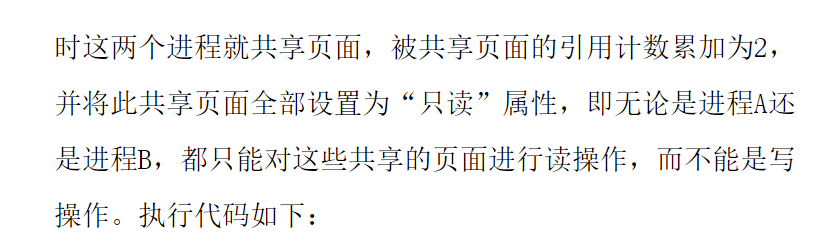 时这两个进程就共享页面，被共享页面的引用计数累加为2，
并将此共享页面全部设置为“只读”属性，即无论是进程A还
是进程B，都只能对这些共享的页面进行读操作，而不能是写
操作。执行代码如下：